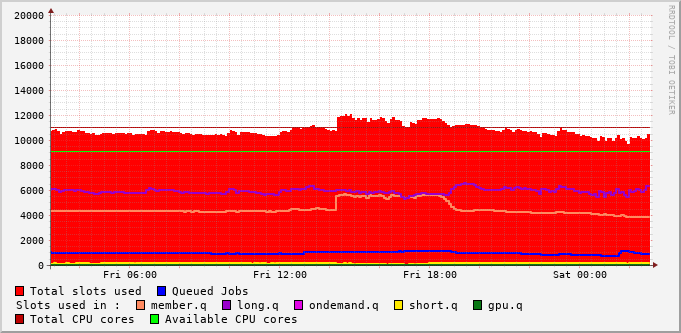 20000
18000
16000
14000
12000
10000
8000
6000
4000
2000
0
Fri 06:00 Fri 12:00 Fri 18:00 Sat 00:00
Total slots used Queued Jobs
Slots used in : member.q long.q ondemand.q short.q gpu.q
Total CPU cores Available CPU cores
RRDTOOL / TOBI OETIKER